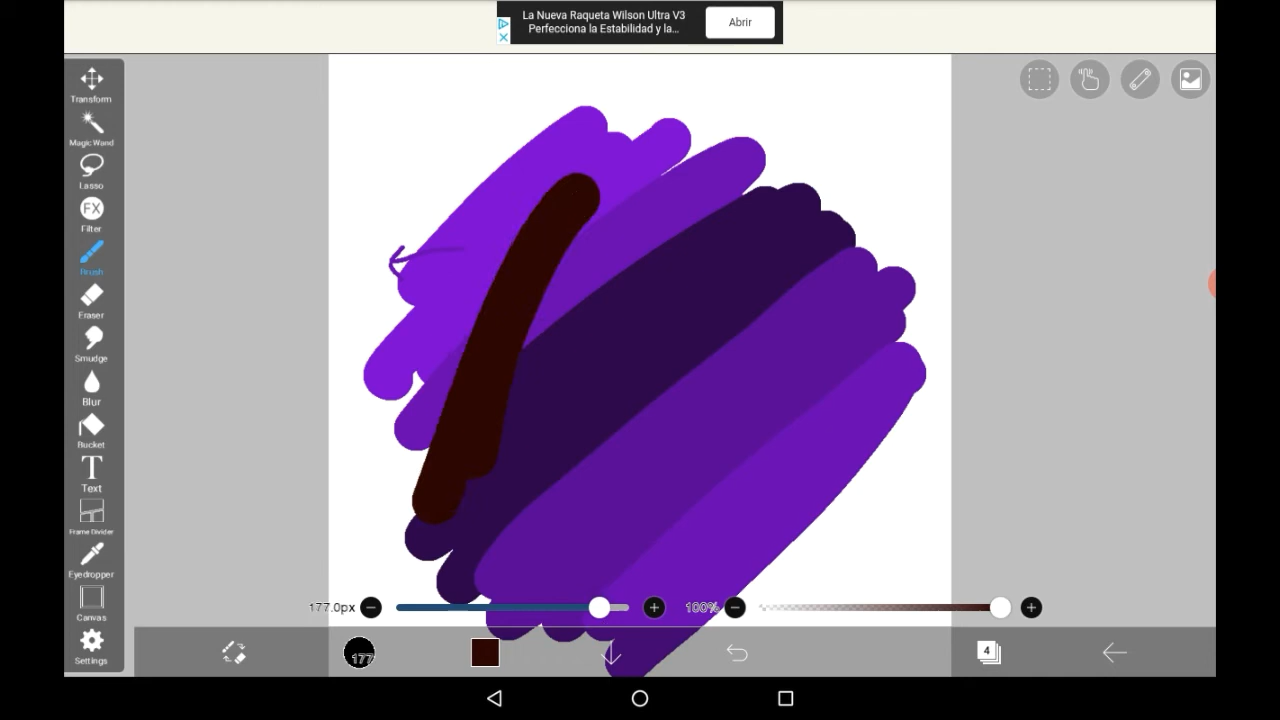 La Nueva Raqueta Wilson Ultra V3
Perfecciona la Estabilidad y la...
Abrir
Transform
Magic Wand
Lasso
FX
Filter
Brush
Eraser
Smudge
Blur
Bucket
T
Text
Frame Divider
Eyedropper
Canvas
Settings
177.0px
100%
177
4